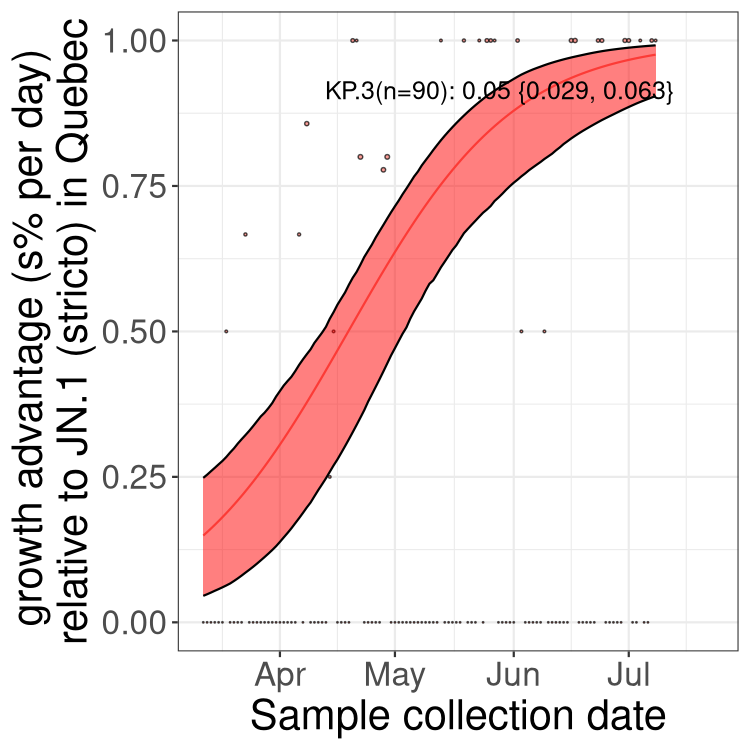 growth advantage (s% per day)
relative to JN.1 (stricto) in Quebec
1.00
0.75
0.50
0.25
0.00
KP.3(n=90): 0.05 {0.029, 0.063}
Apr May Jun Jul
Sample collection date